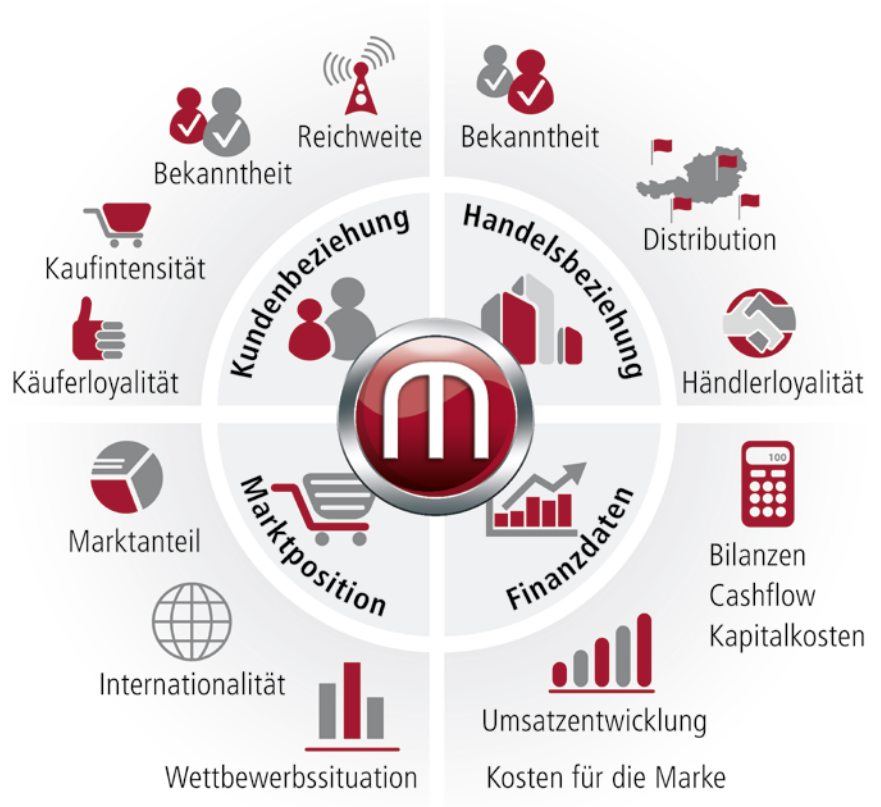 Reichweite
Bekanntheit
Kaufintensität
Käuferloyalität
Kundenbeziehung
Bekanntheit
Distribution
Händlerloyalität
Handelsbeziehung
m
Marktposition
Marktanteil
Internationalität
Wettbewerbssituation
Finanzdaten
100
Bilanzen
Cashflow
Kapitalkosten
Umsatzentwicklung
Kosten für die Marke